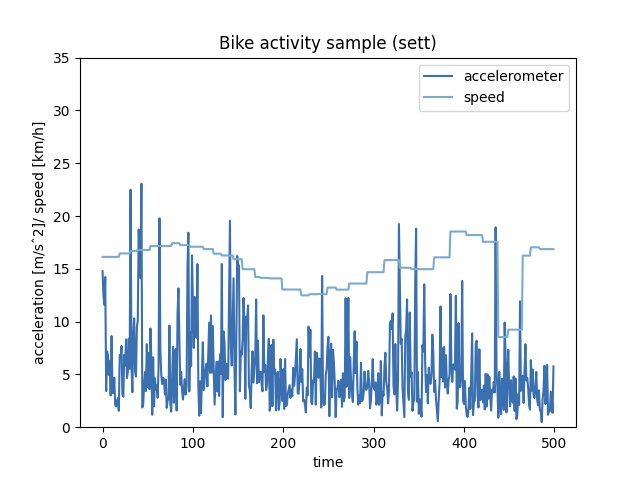 Bike activity sample (sett)
accelerometer
speed
35
30
25
20
15
10
5
0
acceleration [m/s^2]/ speed [km/h]
0
100
200
300
400
500
time